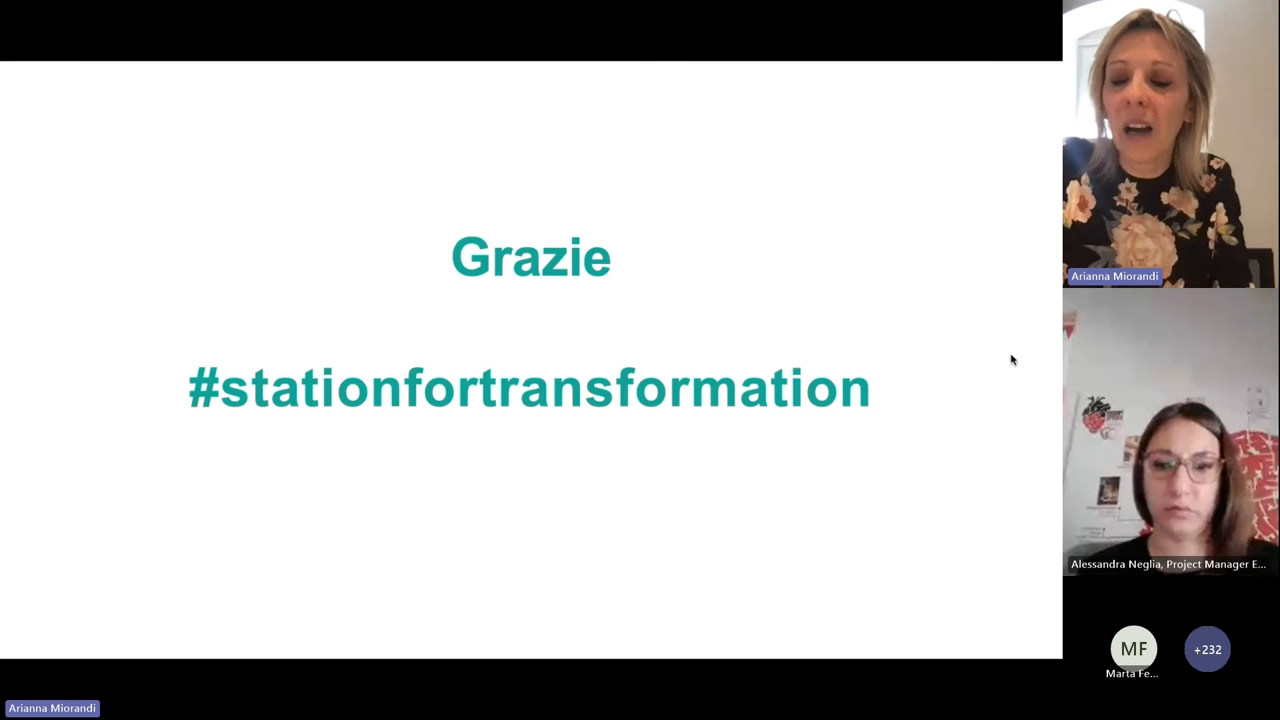 Grazie
#stationfortransformation
Arianna Miorandi
Alessandra Neglia, Project Manager E...
MF
+232
Marta Fe...
Arianna Miorandi